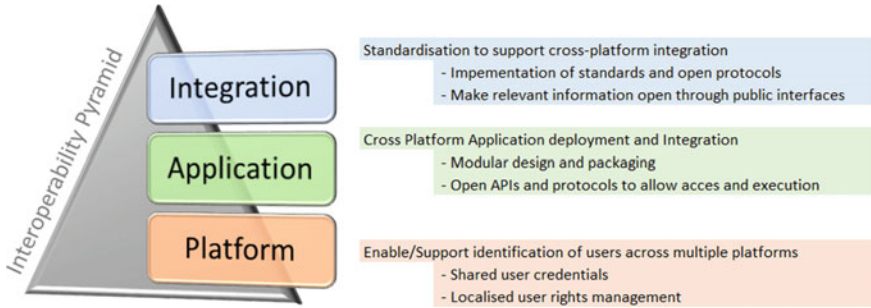 Interoperability Pyramid
Integration
Standardisation to support cross-platform integration
- Impementation of standards and open protocols
- Make relevant information open through public interfaces
Application
Cross Platform Application deployment and Integration
- Modular design and packaging
- Open APIs and protocols to allow acces and execution
Platform
Enable/Support identification of users across multiple platforms
- Shared user credentials
- Localised user rights management